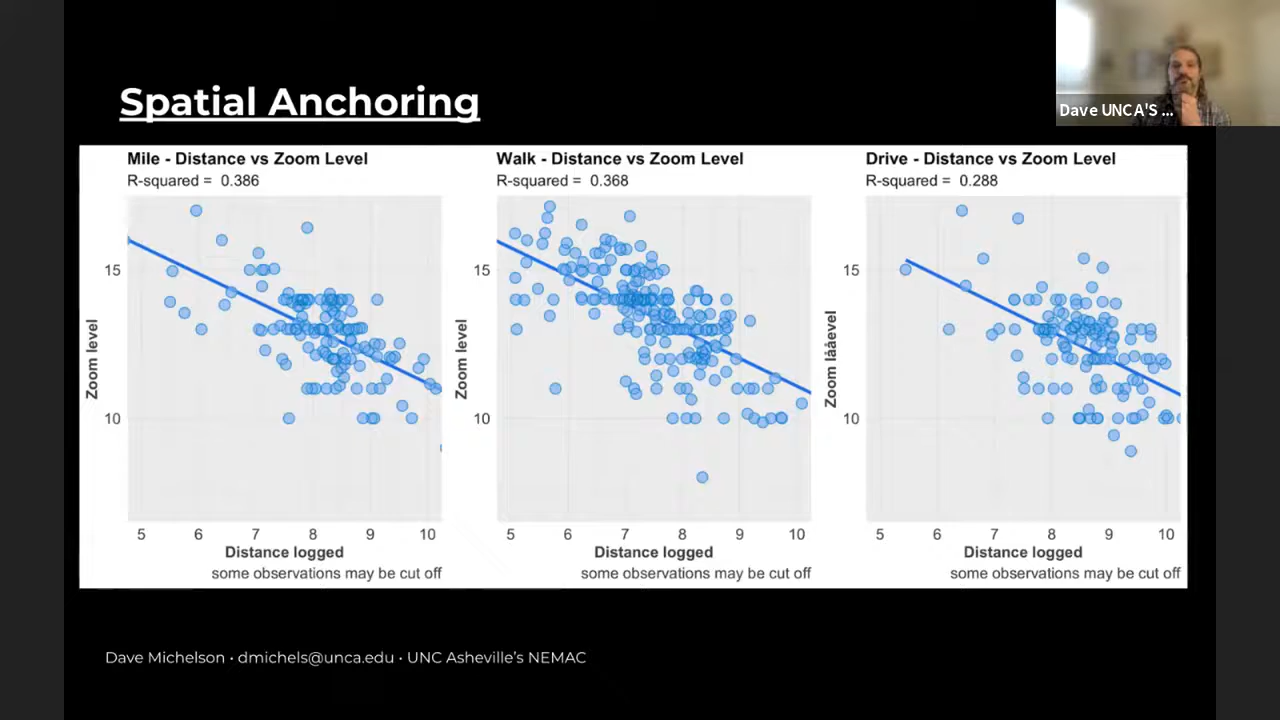 Dave UNCA'S ...
Spatial Anchoring
Mile - Distance vs Zoom Level
R-squared = 0.386
Zoom level
15
10
5 6 7 8 9 10
Distance logged
some observations may be cut off
Walk - Distance vs Zoom Level
R-squared = 0.368
Zoom level
15
10
5 6 7 8 9 10
Distance logged
some observations may be cut off
Drive - Distance vs Zoom Level
R-squared = 0.288
Zoom låâevel
15
10
5 6 7 8 9 10
Distance logged
some observations may be cut off
Dave Michelson • dmichels@unca.edu • UNC Asheville’s NEMAC